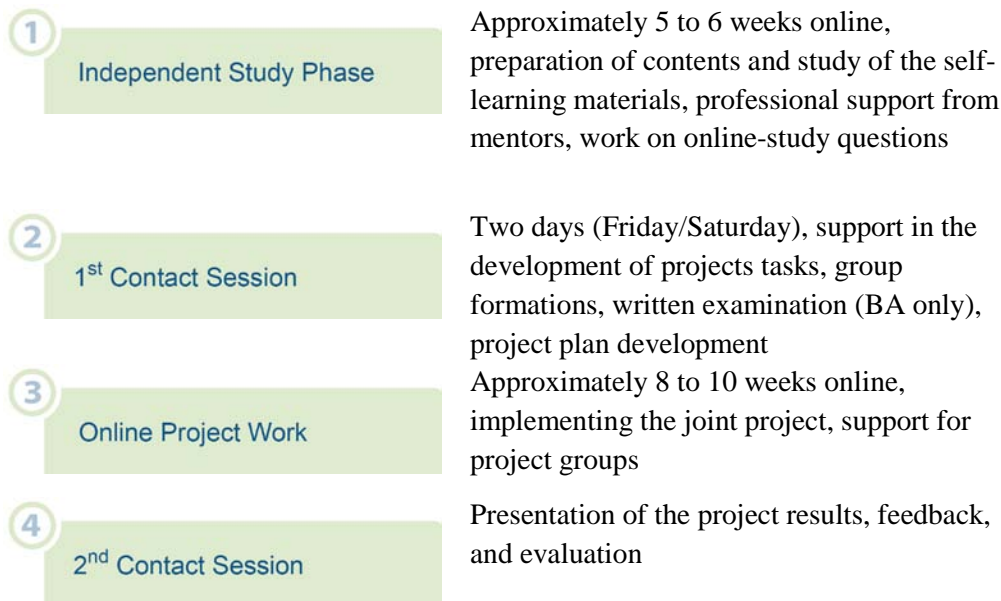 1
Independent Study Phase
Approximately 5 to 6 weeks online,
preparation of contents and study of the self-
learning materials, professional support from
mentors, work on online-study questions
2
1st Contact Session
Two days (Friday/Saturday), support in the
development of projects tasks, group
formations, written examination (BA only),
project plan development
3
Online Project Work
Approximately 8 to 10 weeks online,
implementing the joint project, support for
project groups
4
2nd Contact Session
Presentation of the project results, feedback,
and evaluation